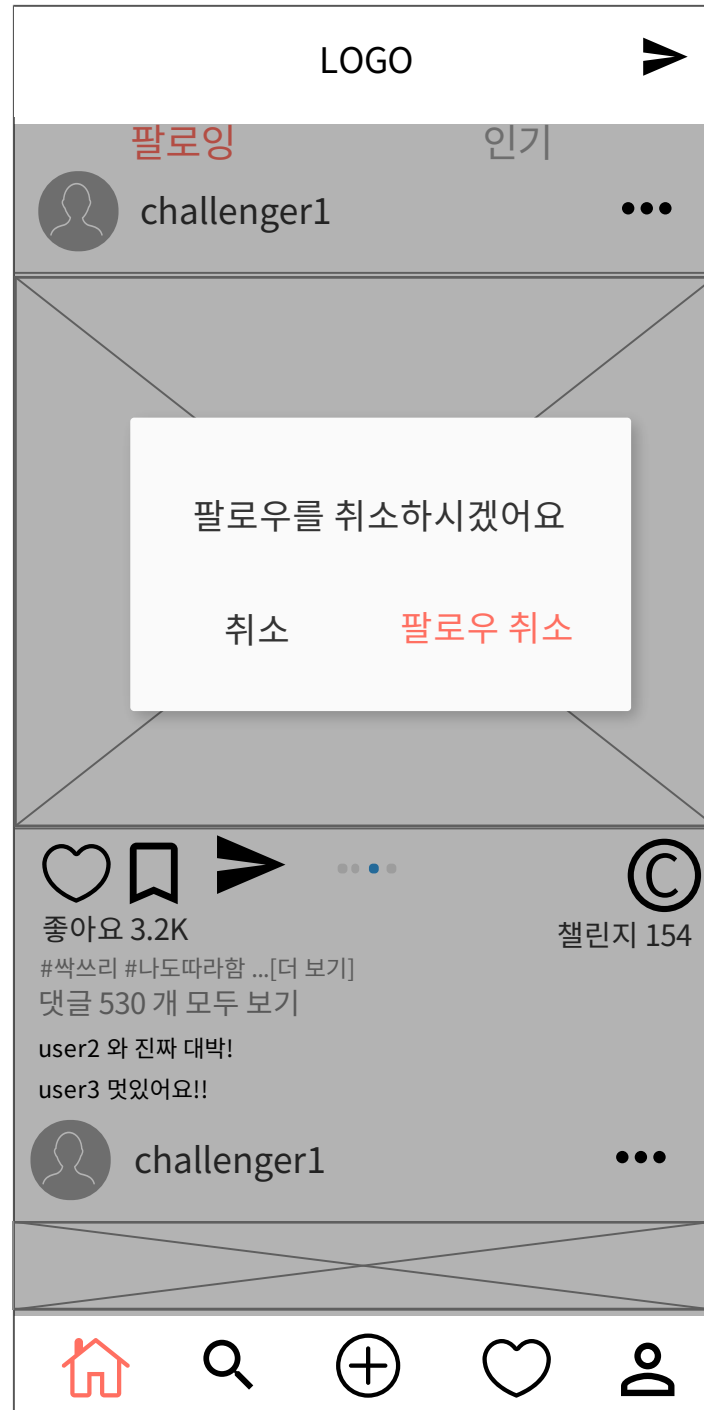 LOGO
팔로잉 인기
challenger1
팔로우를 취소하시겠어요
취소 팔로우 취소
좋아요 3.2K 챌린지 154
#싹쓰리 #나도따라함 ...[더 보기]
댓글 530 개 모두 보기
user2 와 진짜 대박!
user3 멋있어요!!
challenger1